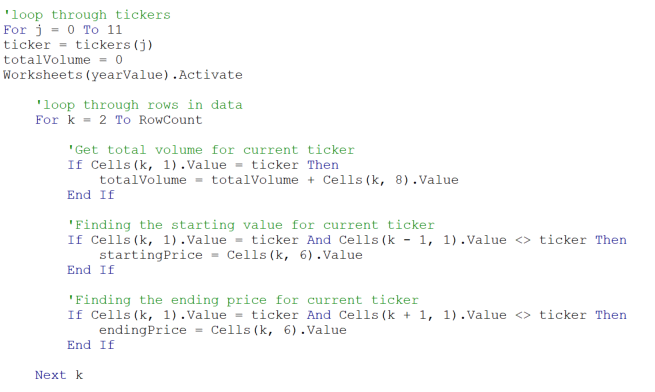 'loop through tickers
For j = 0 To 11
ticker = tickers(j)
totalVolume = 0
Worksheets(yearValue).Activate
'loop through rows in data
For k = 2 To RowCount
'Get total volume for current ticker
If Cells(k, 1).Value = ticker Then
totalVolume = totalVolume + Cells(k, 8).Value
End If
'Finding the starting value for current ticker
If Cells(k, 1).Value = ticker And Cells(k - 1, 1).Value <> ticker Then
startingPrice = Cells(k, 6).Value
End If
'Finding the ending price for current ticker
If Cells(k, 1).Value = ticker And Cells(k + 1, 1).Value <> ticker Then
endingPrice = Cells(k, 6).Value
End If
Next k